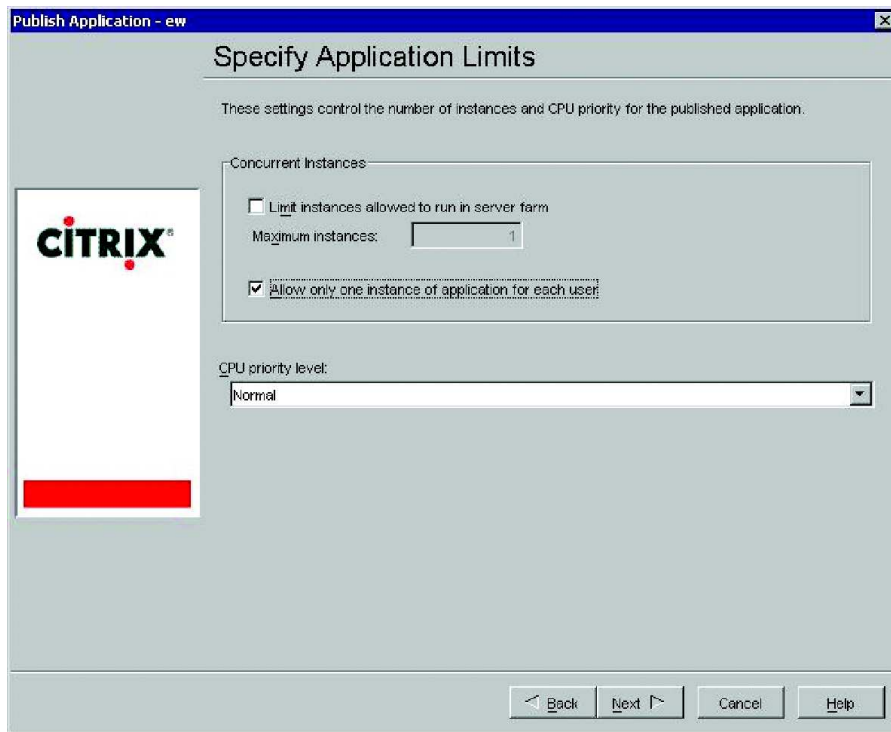 Publish Application - ew
Specify Application Limits
These settings control the number of instances and CPU priority for the published application.
Concurrent Instances
Limit instances allowed to run in server farm
Maximum instances: 1
Allow only one instance of application for each user
CITRIX®
CPU priority level:
Normal
Back Next Cancel Help